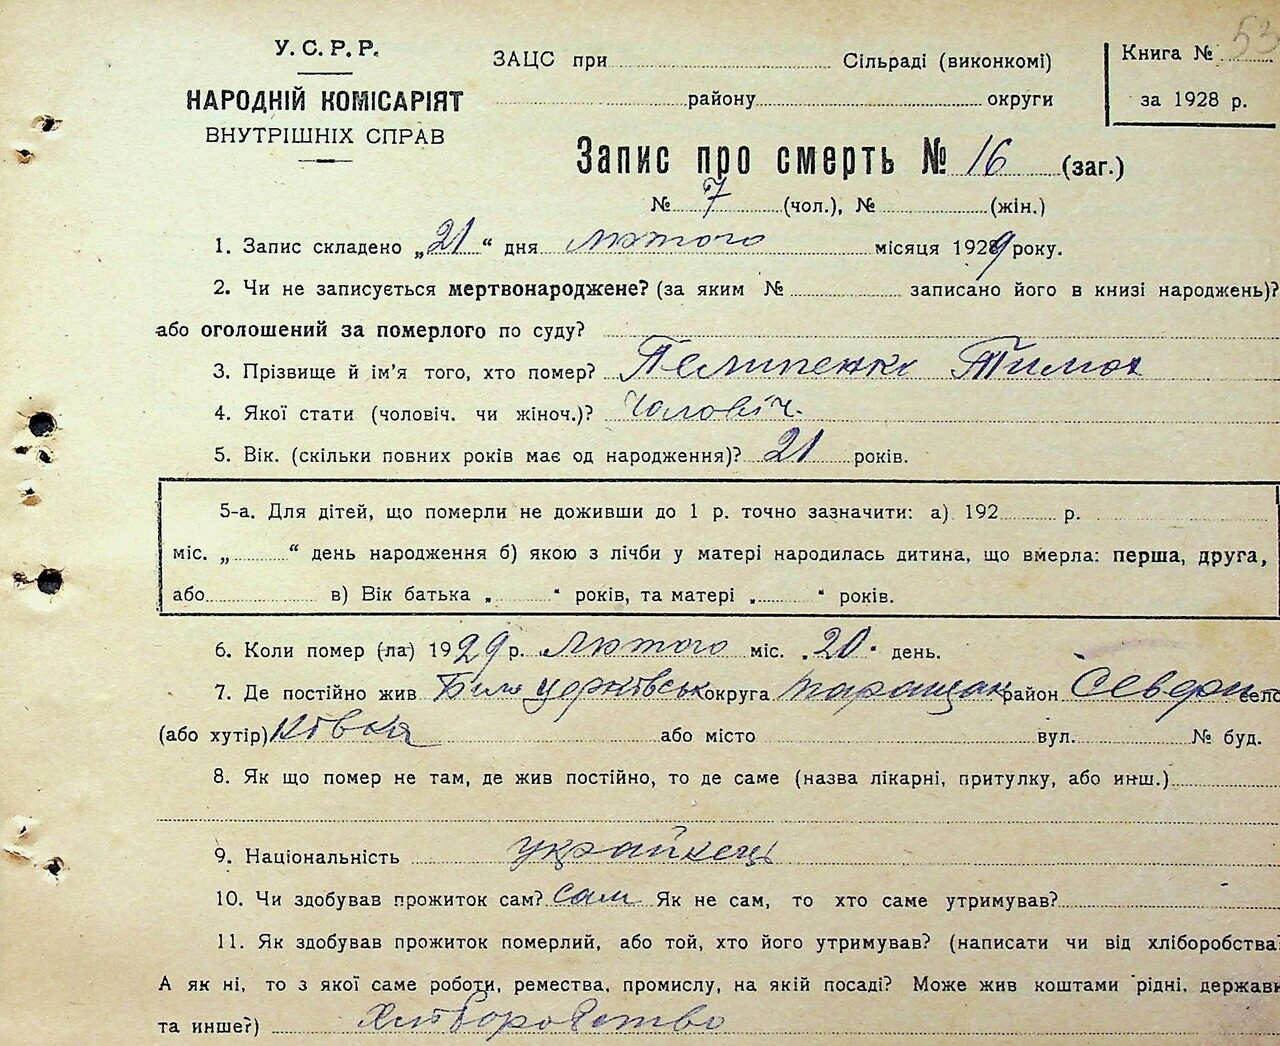 53
У. С. Р. Р.
НАРОДНІЙ КОМІСАРІЯТ
ВНУТРІШНІХ СПРАВ
ЗАЦС при Сільраді (виконкомі)
району округи
Книга №
за 1928 р.
Запис про смерть № 16 (заг.)
№ 7 (чол.), № (жін.)
1. Запис складено „21“ дня лютого місяця 1929 року.
2. Чи не записується мертвонароджене? (за яким № записано його в книзі народжень)?
або оголошений за померлого по суду?
3. Прізвище й ім'я того, хто помер? Пелипенко Тимох
4. Якої стати (чоловіч. чи жіноч.)? Чоловіч.
5. Вік. (скільки повних років має од народження)? 21 років.
5-а. Для дітей, що померли не доживши до 1 р. точно зазначити: а) 192 р.
міс. „ “ день народження б) якою з лічби у матері народилась дитина, що вмерла: перша, друга,
або в) Віс батька „ “ років, та матері „ “ років.
6. Коли помер (ла) 1929 р. лютого міс. „20“ день.
7. Де постійно жив Білоцерківськ округа Таращан район Север село
(або хутір) ківка або місто вул. № буд.
8. Як що помер не там, де жив постійно, то де саме (назва лікарні, притулку, або инш.)
9. Національність українець
10. Чи здобував прожиток сам? сам Як не сам, то хто саме утримував?
11. Як здобував прожиток померлий, або той, хто його утримував? (написати чи від хліборобства
А як ні, то з якої саме роботи, ремества, промислу, на якій посаді? Може жив коштами рідні, держави
та инше?) Хліборобство